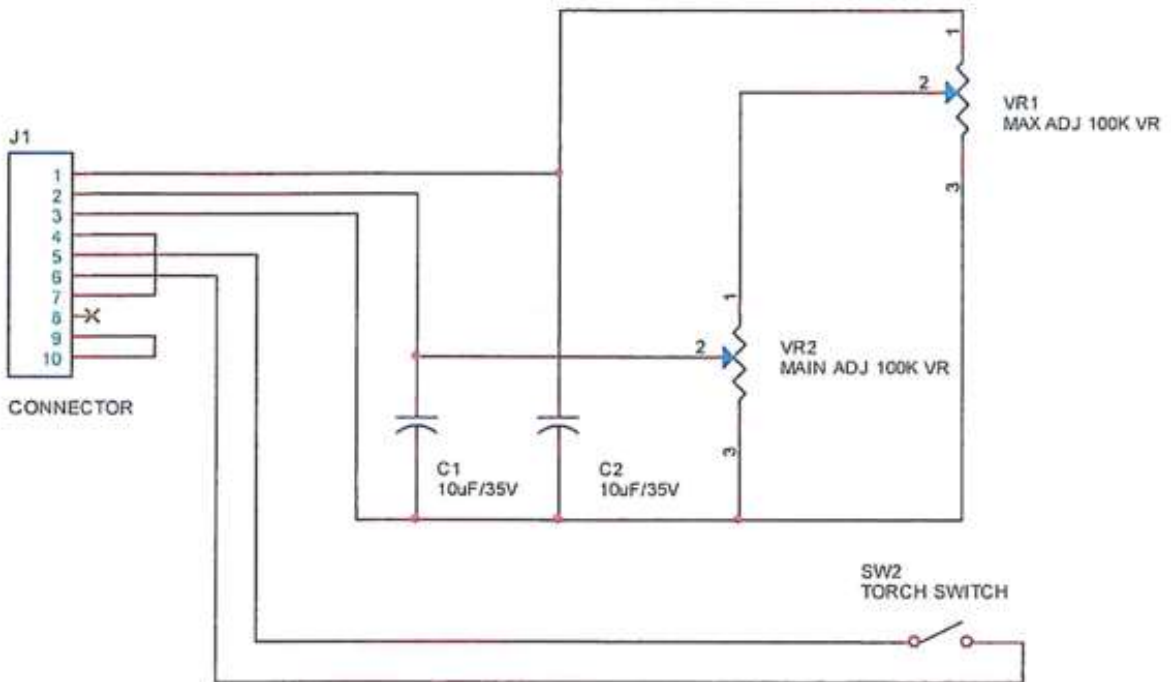 J1
1
2
3
4
5
6
7
8
9
10
CONNECTOR
1
2
3
VR1
MAX ADJ 100K VR
1
2
3
VR2
MAIN ADJ 100K VR
C1
10uF/35V
C2
10uF/35V
SW2
TORCH SWITCH